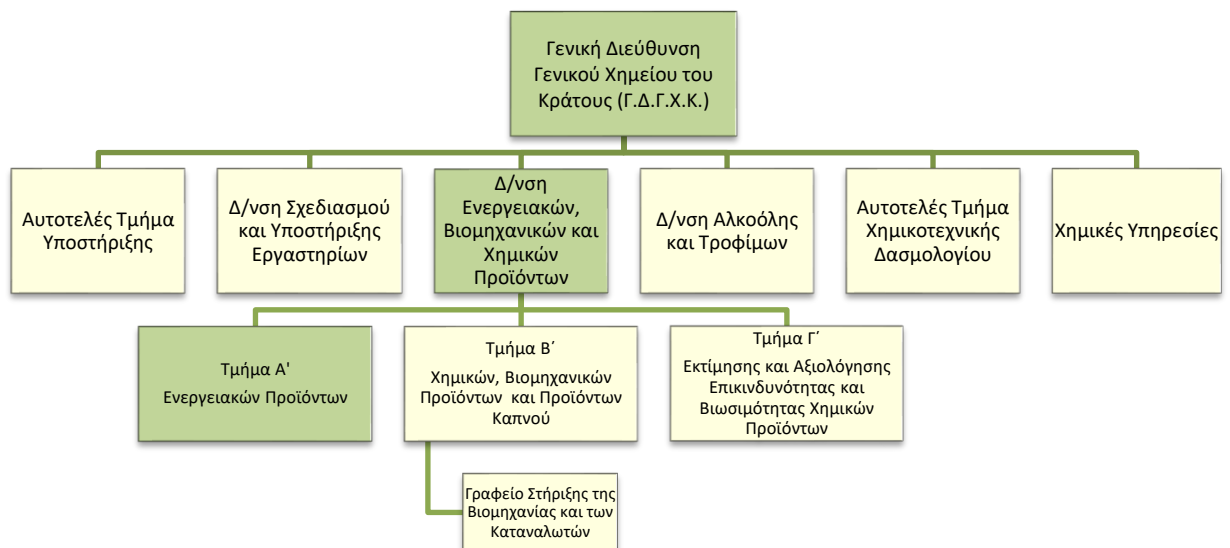 Γενική Διεύθυνση
Γενικού Χημείου του
Κράτους (Γ.Δ.Γ.Χ.Κ.)
Αυτοτελές Τμήμα
Υποστήριξης
Δ/νση Σχεδιασμού
και Υποστήριξης
Εργαστηρίων
Δ/νση
Ενεργειακών,
Βιομηχανικών και
Χημικών
Προϊόντων
Δ/νση Αλκοόλης
και Τροφίμων
Αυτοτελές Τμήμα
Χημικοτεχνικής
Δασμολογίου
Χημικές Υπηρεσίες
Τμήμα Α'
Ενεργειακών Προϊόντων
Τμήμα Β΄
Χημικών, Βιομηχανικών
Προϊόντων και Προϊόντων
Καπνού
Τμήμα Γ΄
Εκτίμησης και Αξιολόγησης
Επικινδυνότητας και
Βιωσιμότητας Χημικών
Προϊόντων
Γραφείο Στήριξης της
Βιομηχανίας και των
Καταναλωτών